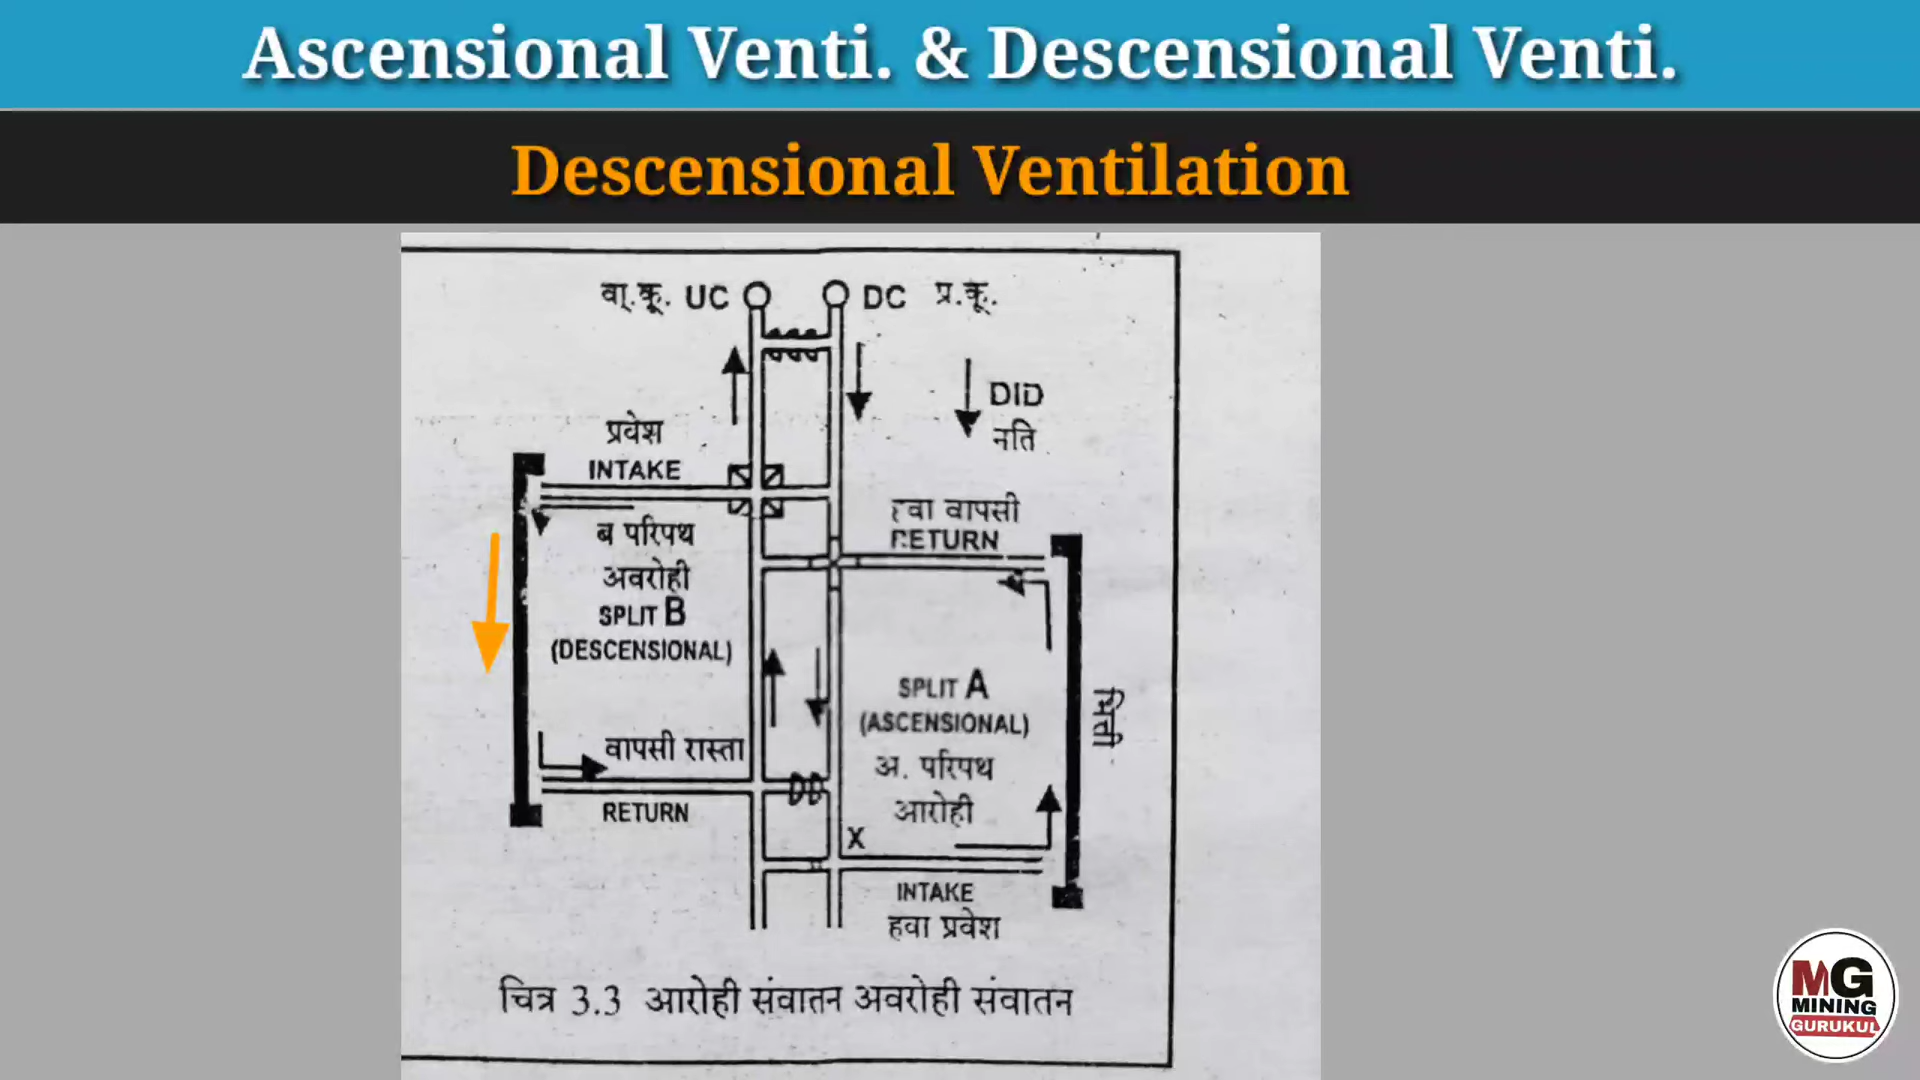 Ascensional Venti. & Descensional Venti.
Descensional Ventilation
वा.कू. UC
DC प्र.कू.
DID
नति
प्रवेश
INTAKE
ब परिपथ
अवरोही
SPLIT B
(DESCENSIONAL)
वापसी रास्ता
RETURN
हवा वापसी
RETURN
SPLIT A
(ASCENSIONAL)
अ. परिपथ
आरोही
भित्ती
DD
X
INTAKE
हवा प्रवेश
चित्र 3.3 आरोही संवातन अवरोही संवातन
MG
MINING
GURUKUL